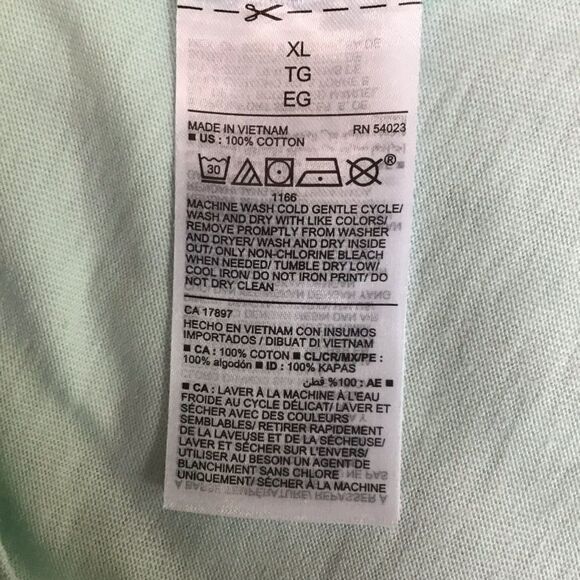 XL
TG
EG
MADE IN VIETNAM RN 54023
■ US : 100% COTTON
30
®
1166
MACHINE WASH COLD GENTLE CYCLE/
WASH AND DRY WITH LIKE COLORS/
REMOVE PROMPTLY FROM WASHER
AND DRYER/ WASH AND DRY INSIDE
OUT/ ONLY NON-CHLORINE BLEACH
WHEN NEEDED/ TUMBLE DRY LOW/
COOL IRON/ DO NOT IRON PRINT/ DO
NOT DRY CLEAN
CA 17897
HECHO EN VIETNAM CON INSUMOS
IMPORTADOS / DIBUAT DI VIETNAM
■ CA : 100% COTON ■ CL/CR/MX/PE :
100% algodón ■ ID : 100% KAPAS
■ AE : 100% قطن
■ CA : LAVER À LA MACHINE À L'EAU
FROIDE AU CYCLE DÉLICAT/ LAVER ET
SÉCHER AVEC DES COULEURS
SEMBLABLES/ RETIRER RAPIDEMENT
DE LA LAVEUSE ET DE LA SÉCHEUSE/
LAVER ET SÉCHER SUR L'ENVERS/
UTILISER AU BESOIN UN AGENT DE
BLANCHIMENT SANS CHLORE
UNIQUEMENT/ SÉCHER À LA MACHINE